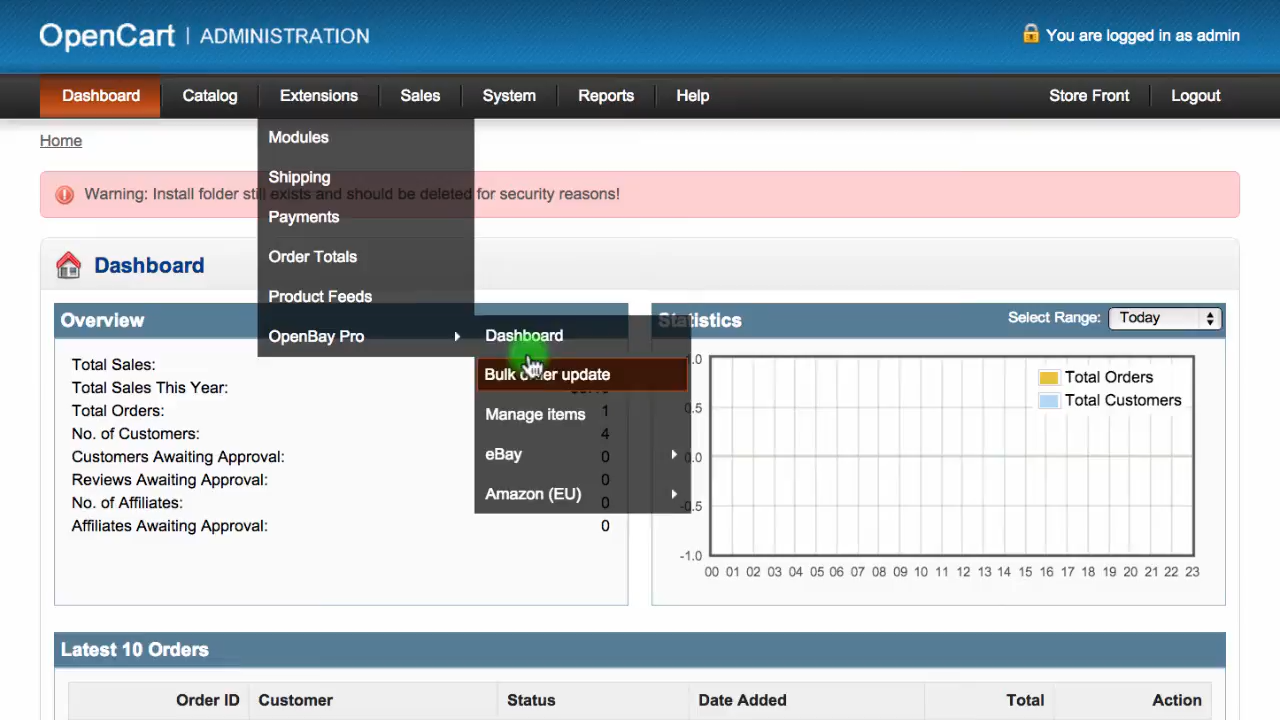 OpenCart | ADMINISTRATION
You are logged in as admin
Dashboard Catalog Extensions Sales System Reports Help Store Front Logout
Home
Modules
Shipping
Warning: Install folder still exists and should be deleted for security reasons!
Payments
Order Totals
Product Feeds
OpenBay Pro
Dashboard
Bulk order update
Manage items
eBay
Amazon (EU)
Dashboard
Overview
Total Sales:
Total Sales This Year:
Total Orders: 1
No. of Customers: 4
Customers Awaiting Approval: 0
Reviews Awaiting Approval: 0
No. of Affiliates: 0
Affiliates Awaiting Approval: 0
Statistics
Select Range: Today
Total Orders
Total Customers
1.0
0.5
0.0
-0.5
-1.0
00 01 02 03 04 05 06 07 08 09 10 11 12 13 14 15 16 17 18 19 20 21 22 23
Latest 10 Orders
Order ID Customer Status Date Added Total Action